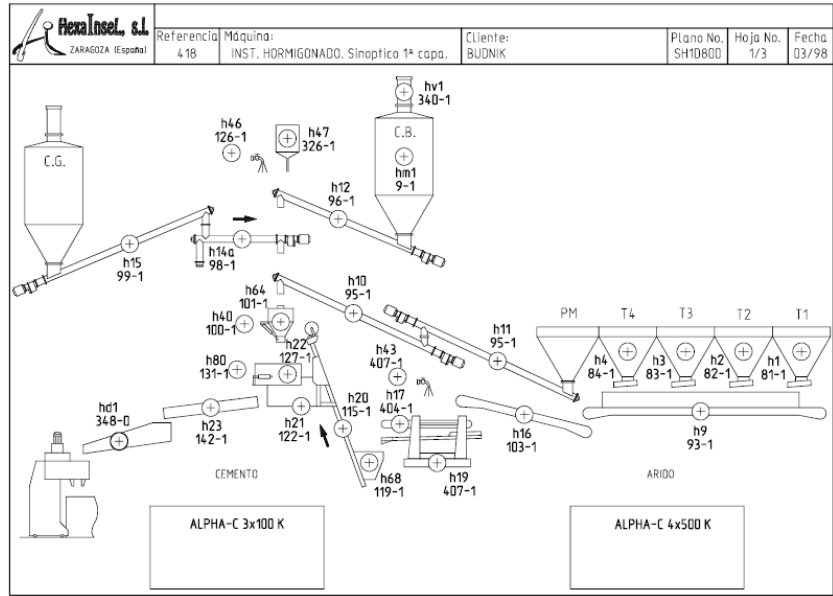 HexaInsel, s.l.
ZARAGOZA (España)
Referencia
418
Máquina:
INST. HORMIGONADO. Sinoptico 1ª capa.
Cliente:
BUDNIK
Plano No.
SH10800
Hoja No.
1/3
Fecha
03/98
hv1
340-1
h46
126-1
h47
326-1
C.G.
C.B.
hm1
9-1
h12
96-1
h15
99-1
h14a
98-1
h64
101-1
h10
95-1
h40
100-1
h11
95-1
PM
T4
T3
T2
T1
h22
127-1
h43
407-1
h4
84-1
h3
83-1
h2
82-1
h1
81-1
h80
131-1
h20
115-1
h17
404-1
hd1
348-0
h23
142-1
h21
122-1
h16
103-1
h9
93-1
CEMENTO
h68
119-1
h19
407-1
ARIDO
ALPHA-C 3x100 K
ALPHA-C 4x500 K